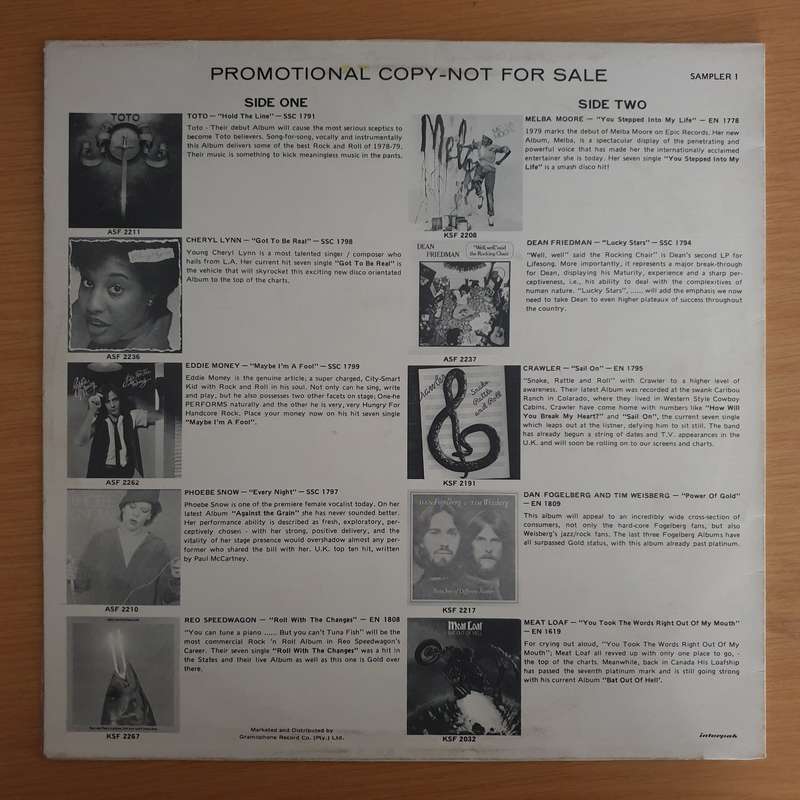 PROMOTIONAL COPY-NOT FOR SALE
SAMPLER 1
SIDE ONE
TOTO
TOTO — "Hold The Line" — SSC 1791
Toto - Their debut Album will cause the most serious sceptics to
become Toto believers. Song-for-song, vocally and instrumentally
this Album delivers some of the best Rock and Roll of 1978-79.
Their music is something to kick meaningless music in the pants.
ASF 2211
CHERYL LYNN — "Got To Be Real" — SSC 1798
Young Cheryl Lynn is a most talented singer / composer who
hails from L.A. Her current hit seven single "Got To Be Real" is
the vehicle that will skyrocket this exciting new disco orientated
Album to the top of the charts.
ASF 2236
EDDIE MONEY — "Maybe I'm A Fool" — SSC 1799
Eddie Money is the genuine article; a super charged, City-Smart
Kid with Rock and Roll in his soul. Not only can he sing, write
and play, but he also possesses two other facets on stage; One-he
PERFORMS naturally and the other he is very, very Hungry For
Handcore Rock. Place your money now on his hit seven single
"Maybe I'm A Fool".
ASF 2262
PHOEBE SNOW — "Every Night" — SSC 1797
Phoebe Snow is one of the premiere female vocalist today. On her
latest Album "Against the Grain" she has never sounded better.
Her performance ability is described as fresh, exploratory, per-
ceptively chosen - with her strong, positive delivery, and the
vitality of her stage presence would overshadow almost any per-
former who shared the bill with her. U.K. top ten hit, written
by Paul McCartney.
ASF 2210
REO SPEEDWAGON — "Roll With The Changes" — EN 1808
"You can tune a piano ...... But you can't Tuna Fish" will be the
most commercial Rock 'n Roll Album in Reo Speedwagon's
Career. Their seven single "Roll With The Changes" was a hit in
the States and their live Album as well as this one is Gold over
there.
KSF 2267
Marketed and Distributed by
Gramophone Record Co. (Pty.) Ltd.
SIDE TWO
MELBA MOORE — "You Stepped Into My Life" — EN 1778
1979 marks the debut of Melba Moore on Epic Records. Her new
Album, Melba, is a spectacular display of the penetrating and
powerful voice that has made her the internationally acclaimed
entertainer she is today. Her seven single "You Stepped Into My
Life" is a smash disco hit!
KSF 2208
DEAN FRIEDMAN
"Well, well," said the Rocking Chair
DEAN FRIEDMAN — "Lucky Stars" — SSC 1794
"Well, well" said the Rocking Chair" is Dean's second LP for
Lifesong. More importantly, it represents a major break-through
for Dean, displaying his Maturity, experience and a sharp per-
ceptiveness, i.e., his ability to deal with the complexitives of
human nature. "Lucky Stars", ...... will add the emphasis we now
need to take Dean to even higher plateaus of success throughout
the country.
ASF 2237
Crawler
Snake, Rattle and Roll
CRAWLER — "Sail On" — EN 1795
"Snake, Rattle and Roll" with Crawler to a higher level of
awareness. Their latest Album was recorded at the swank Caribou
Ranch in Colarado, where they lived in Western Style Cowboy
Cabins, Crawler have come home with numbers like "How Will
You Break My Heart?" and "Sail On", the current seven single
which leaps out at the listner, defying him to sit still. The band
has already begun a string of dates and T.V. appearances in the
U.K. and will soon be rolling on to our screens and charts.
KSF 2191
DAN Fogelberg & TIM Weisberg
Twin Sons of Different Mothers
DAN FOGELBERG AND TIM WEISBERG — "Power Of Gold"
— EN 1809
This album will appeal to an incredibly wide cross-section of
consumers, not only the hard-core Fogelberg fans, but also
Weisberg's jazz/rock fans. The last three Fogelberg Albums have
all surpassed Gold status, with this album already past platinum.
KSF 2217
Meat Loaf
BAT OUT OF HELL
MEAT LOAF — "You Took The Words Right Out Of My Mouth"
— EN 1619
For crying out aloud, "You Took The Words Right Out Of My
Mouth"; Meat Loaf all revved up with only one place to go, -
the top of the charts. Meanwhile, back in Canada His Loafship
has passed the seventh platinum mark and is still going strong
with his current Album "Bat Out Of Hell'.
KSF 2032
interpak